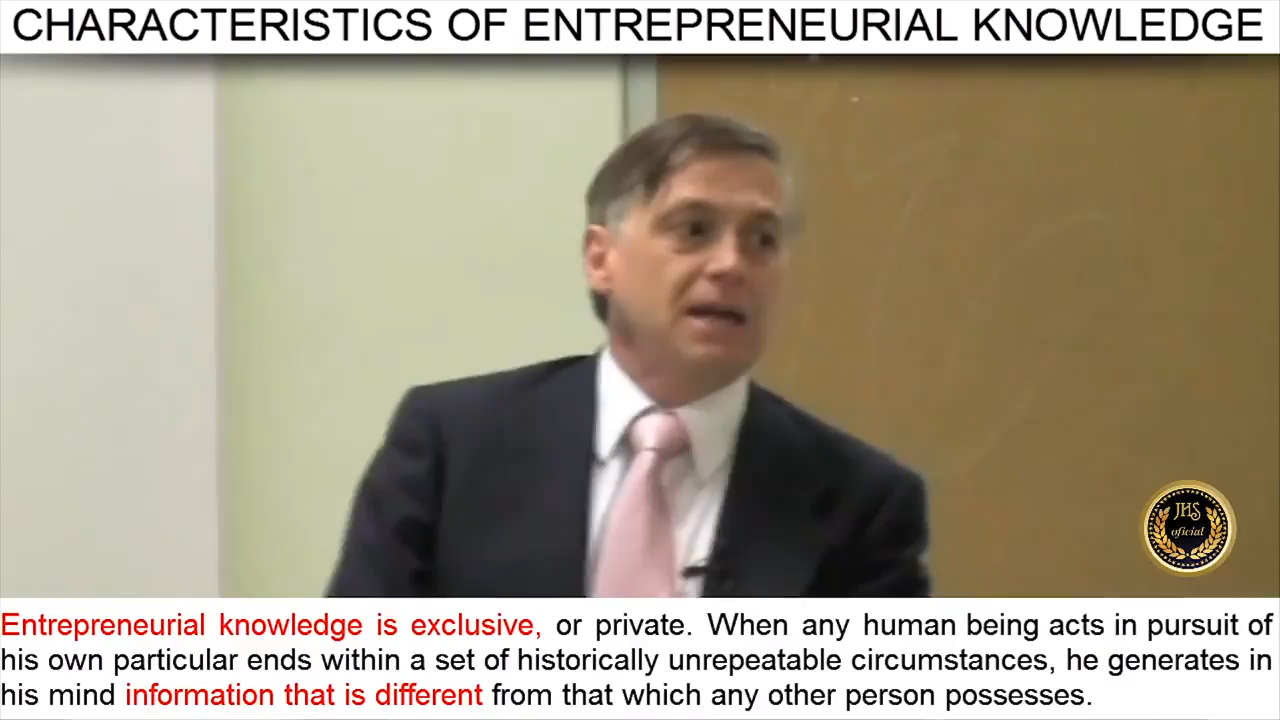 CHARACTERISTICS OF ENTREPRENEURIAL KNOWLEDGE
JHS
oficial
Entrepreneurial knowledge is exclusive, or private. When any human being acts in pursuit of
his own particular ends within a set of historically unrepeatable circumstances, he generates in
his mind information that is different from that which any other person possesses.